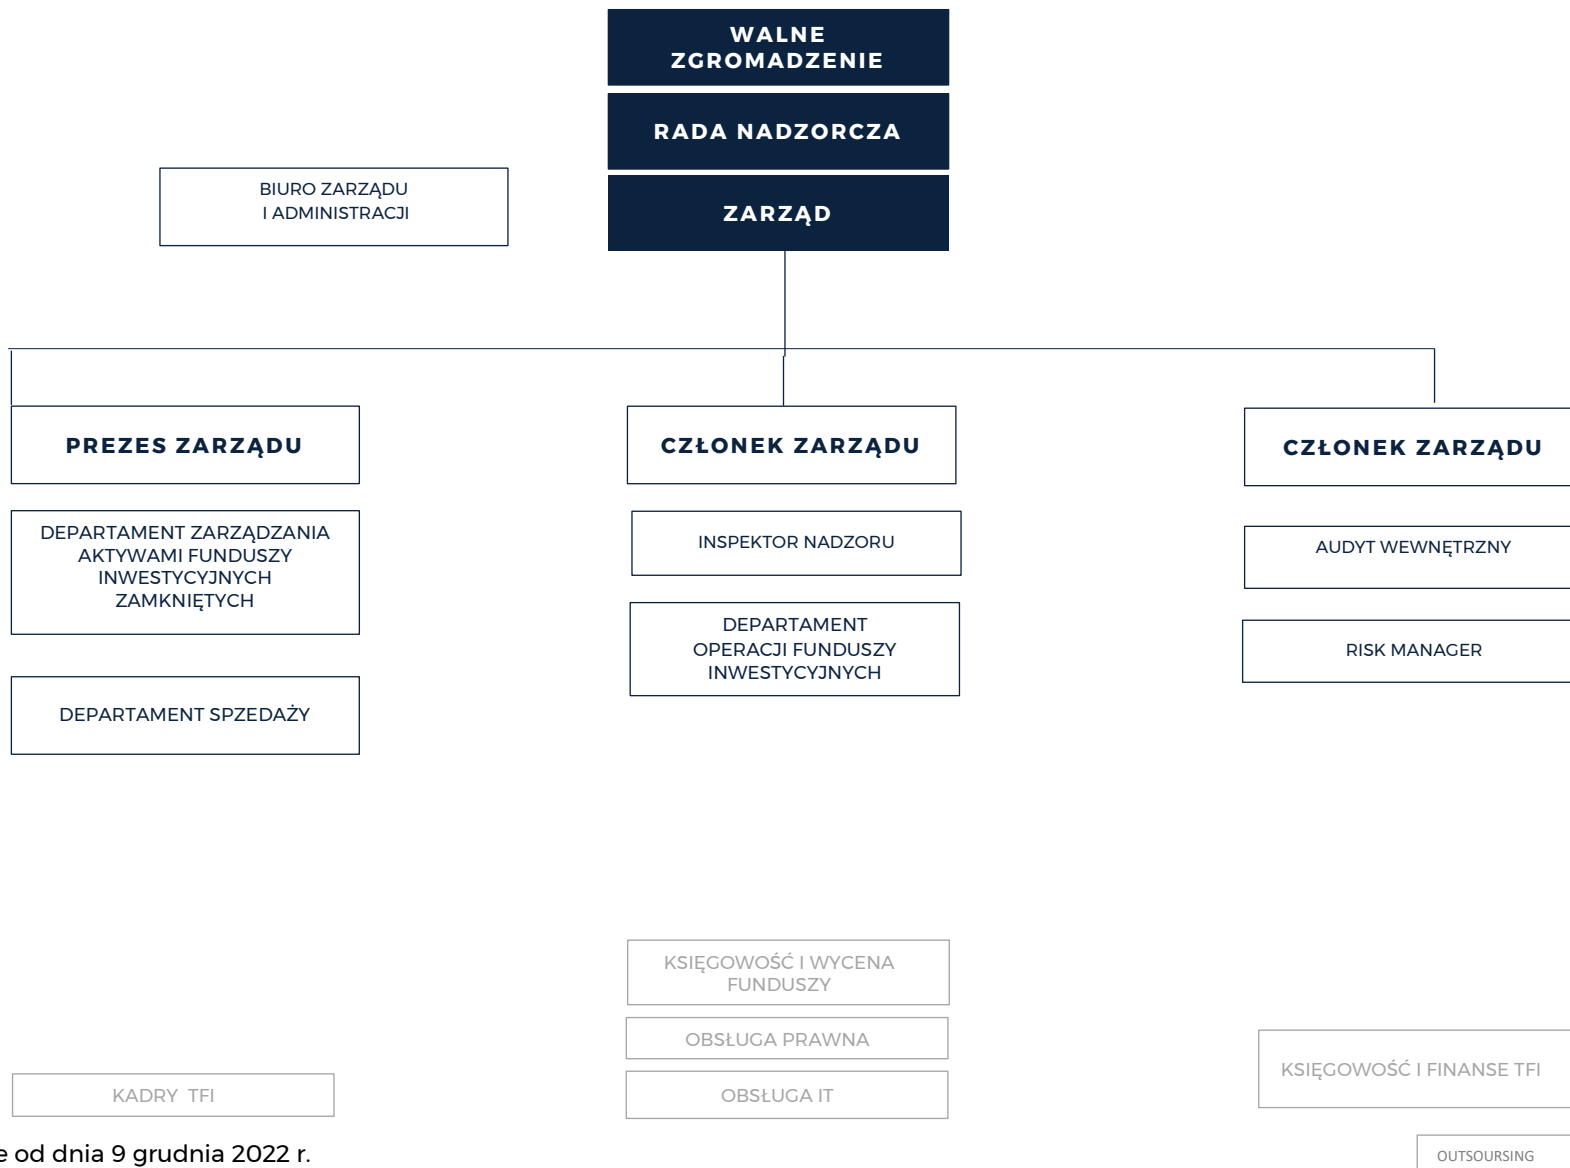 WALNE
ZGROMADZENIE
RADA NADZORCZA
BIURO ZARZĄDU
I ADMINISTRACJI
ZARZĄD
PREZES ZARZĄDU
CZŁONEK ZARZĄDU
CZŁONEK ZARZĄDU
DEPARTAMENT ZARZĄDZANIA
AKTYWAMI FUNDUSZY
INWESTYCYJNYCH
ZAMKNIĘTYCH
INSPEKTOR NADZORU
AUDYT WEWNĘTRZNY
DEPARTAMENT
OPERACJI FUNDUSZY
INWESTYCYJNYCH
RISK MANAGER
DEPARTAMENT SPZEDAŻY
KSIĘGOWOŚĆ I WYCENA
FUNDUSZY
OBSŁUGA PRAWNA
KSIĘGOWOŚĆ I FINANSE TFI
KADRY TFI
OBSŁUGA IT
e od dnia 9 grudnia 2022 r.
OUTSOURSING